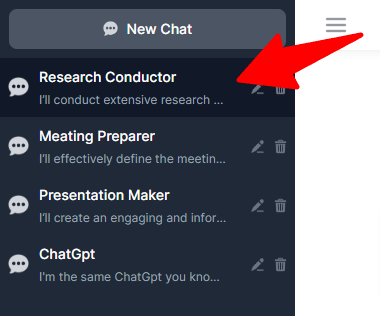 New Chat
Research Conductor
I'll conduct extensive research ...
Meating Preparer
I'll effectively define the meetin...
Presentation Maker
I'll create an engaging and infor...
ChatGpt
I'm the same ChatGpt you kno...